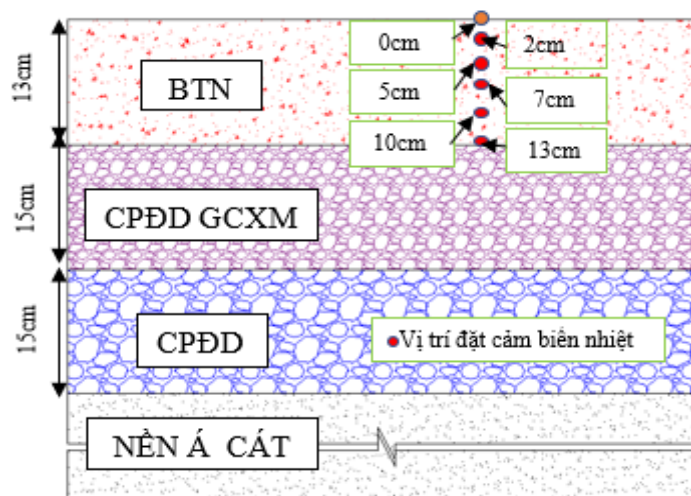 0cm
2cm
13cm
BTN
5cm
7cm
10cm
13cm
15cm
CPĐD GCXM
15cm
CPĐD
Vị trí đặt cảm biến nhiệt
NỀN Á CÁT